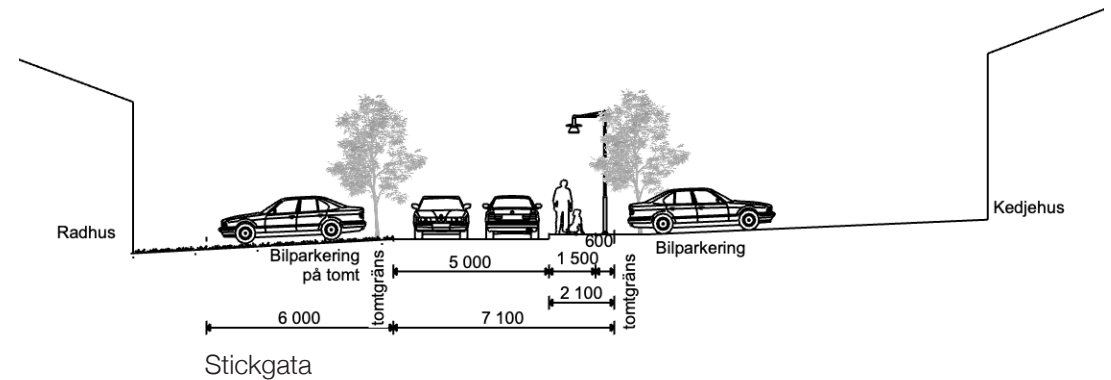 Radhus
Kedjehus
Bilparkering
på tomt
tomtgräns
600
Bilparkering
tomtgräns
5 000
1 500
2 100
6 000
7 100
Stickgata